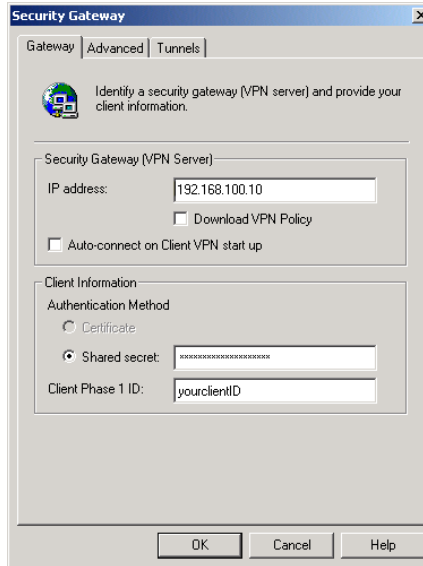 Security Gateway
Gateway Advanced Tunnels
Identify a security gateway (VPN server) and provide your
client information.
Security Gateway (VPN Server)
IP address: 192.168.100.10
Download VPN Policy
Auto-connect on Client VPN start up
Client Information
Authentication Method
Certificate
Shared secret: xxxxxxxxxxxxxxxxxxxx
Client Phase 1 ID: yourclientID
OK Cancel Help